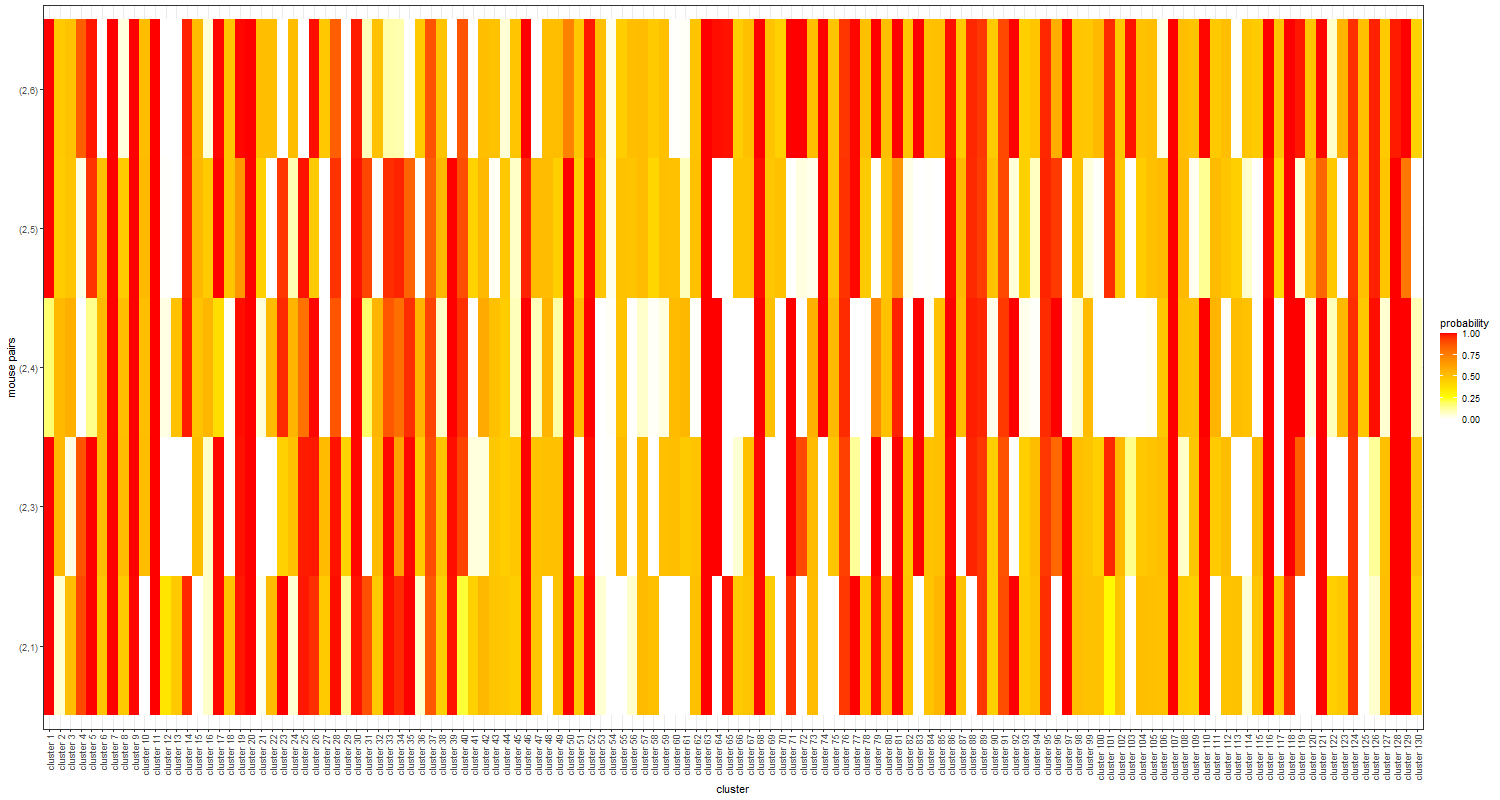 mouse pairs
(2,6)
(2,5)
(2,4)
(2,3)
(2,1)
probability
1.00
0.75
0.50
0.25
0.00
cluster 1
cluster 2
cluster 3
cluster 4
cluster 5
cluster 6
cluster 7
cluster 8
cluster 9
cluster 10
cluster 11
cluster 12
cluster 13
cluster 14
cluster 15
cluster 16
cluster 17
cluster 18
cluster 19
cluster 20
cluster 21
cluster 22
cluster 23
cluster 24
cluster 25
cluster 26
cluster 27
cluster 28
cluster 29
cluster 30
cluster 31
cluster 32
cluster 33
cluster 34
cluster 35
cluster 36
cluster 37
cluster 38
cluster 39
cluster 40
cluster 41
cluster 42
cluster 43
cluster 44
cluster 45
cluster 46
cluster 47
cluster 48
cluster 49
cluster 50
cluster 51
cluster 52
cluster 53
cluster 54
cluster 55
cluster 56
cluster 57
cluster 58
cluster 59
cluster 60
cluster 61
cluster 62
cluster 63
cluster 64
cluster 65
cluster 66
cluster 67
cluster 68
cluster 69
cluster 70
cluster 71
cluster 72
cluster 73
cluster 74
cluster 75
cluster 76
cluster 77
cluster 78
cluster 79
cluster 80
cluster 81
cluster 82
cluster 83
cluster 84
cluster 85
cluster 86
cluster 87
cluster 88
cluster 89
cluster 90
cluster 91
cluster 92
cluster 93
cluster 94
cluster 95
cluster 96
cluster 97
cluster 98
cluster 99
cluster 100
cluster 101
cluster 102
cluster 103
cluster 104
cluster 105
cluster 106
cluster 107
cluster 108
cluster 109
cluster 110
cluster 111
cluster 112
cluster 113
cluster 114
cluster 115
cluster 116
cluster 117
cluster 118
cluster 119
cluster 120
cluster 121
cluster 122
cluster 123
cluster 124
cluster 125
cluster 126
cluster 127
cluster 128
cluster 129
cluster 130
cluster